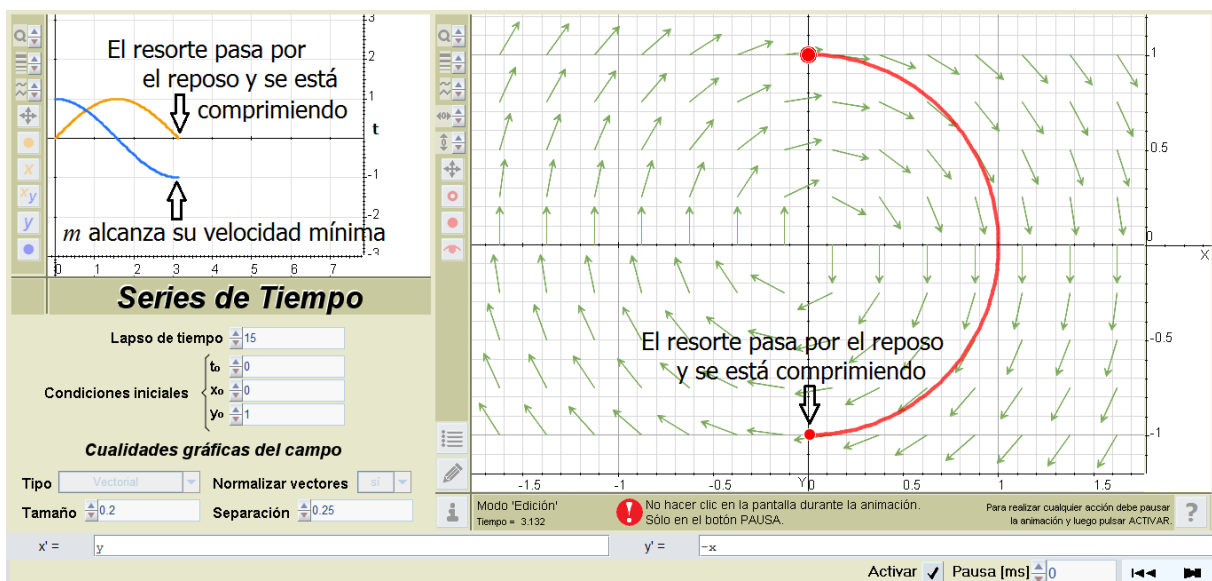 3
El resorte pasa por
el reposo y se está
comprimiendo
2
1
t
-1
-2
m alcanza su velocidad mínima
-3
0 1 2 3 4 5 6 7
x
x y
y
Series de Tiempo
Lapso de tiempo 15
Condiciones iniciales
t₀ 0
x₀ 0
y₀ 1
Cualidades gráficas del campo
Tipo Vectorial Normalizar vectores sí
Tamaño 0.2 Separación 0.25
1
0.5
0
X
-0.5
El resorte pasa por el reposo
y se está comprimiendo
-1
-1.5 -1 -0.5 Y 0 0.5 1 1.5
Modo 'Edición'
Tiempo = 3.132
No hacer clic en la pantalla durante la animación.
Sólo en el botón PAUSA.
Para realizar cualquier acción debe pausar
la animación y luego pulsar ACTIVAR.
?
x' = y y' = -x
Activar Pausa [ms] 0